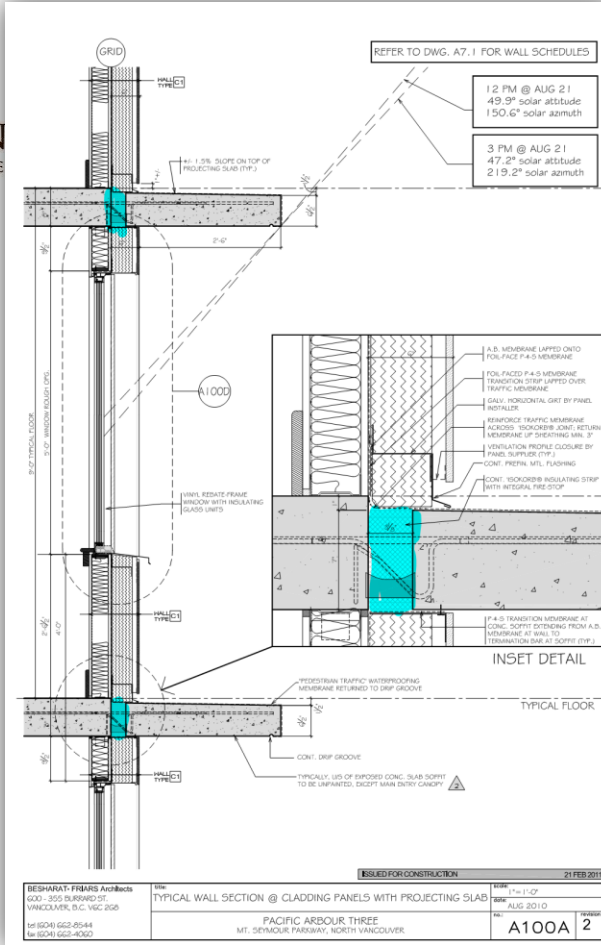 GRID
REFER TO DWG. A7.1 FOR WALL SCHEDULES
12 PM @ AUG 21
49.9° solar attitude
150.6° solar azimuth
3 PM @ AUG 21
47.2° solar attitude
219.2° solar azimuth
WALL
TYPE C1
+/- 1.5% SLOPE ON TOP OF
PROJECTING SLAB (TYP.)
2'-6"
A100D
9'-0" TYPICAL FLOOR
5'-0" WINDOW ROUGH OPG.
VINYL REBATE-FRAME
WINDOW WITH INSULATING
GLASS UNITS
A.B. MEMBRANE LAPPED ONTO
FOIL-FACE P-4-S MEMBRANE
FOIL-FACED P-4-S MEMBRANE
TRANSITION STRIP LAPPED OVER
TRAFFIC MEMBRANE
GALV. HORIZONTAL GIRT BY PANEL
INSTALLER
REINFORCE TRAFFIC MEMBRANE
ACROSS ISOKORB® JOINT; RETURN
MEMBRANE UP SHEATHING MIN. 3"
VENTILATION PROFILE CLOSURE BY
PANEL SUPPLIER (TYP.)
CONT. PREFIN. MTL. FLASHING
CONT. ISOKORB® INSULATING STRIP
WITH INTEGRAL FIRE-STOP
P-4-S TRANSITION MEMBRANE AT
CONC. SOFFIT EXTENDING FROM A.B.
MEMBRANE AT WALL TO
TERMINATION BAR AT SOFFIT (TYP.)
INSET DETAIL
WALL
TYPE C1
4'-0"
"PEDESTRIAN TRAFFIC" WATERPROOFING
MEMBRANE RETURNED TO DRIP GROOVE
TYPICAL FLOOR
CONT. DRIP GROOVE
WALL
TYPE C1
TYPICALLY, U/S OF EXPOSED CONC. SLAB SOFFIT
TO BE UNPAINTED, EXCEPT MAIN ENTRY CANOPY
2
ISSUED FOR CONSTRUCTION 21 FEB 2011
BESHARAT- FRIARS Architects
600 - 355 BURRARD ST.
VANCOUVER, B.C. V6C 2G8
tel (604) 662-8544
fax (604) 662-4060
title:
TYPICAL WALL SECTION @ CLADDING PANELS WITH PROJECTING SLAB
PACIFIC ARBOUR THREE
MT. SEYMOUR PARKWAY, NORTH VANCOUVER
scale:
1"=1'-0"
date:
AUG 2010
no.:
A100A
revision
2